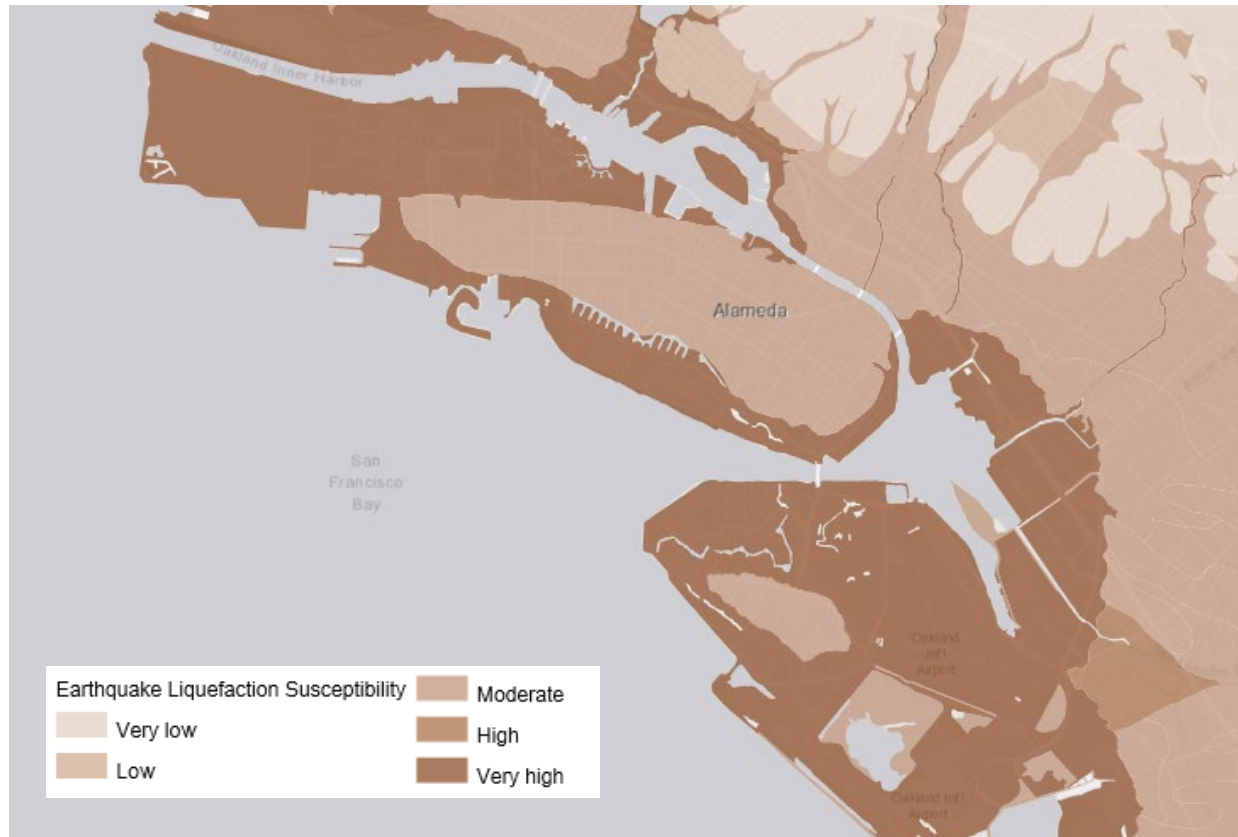 Oakland Inner Harbor
Alameda
San
Francisco
Bay
Oakland
Int'l
Airport
Oakland Int'l
Airport
Earthquake Liquefaction Susceptibility
Very low
Low
Moderate
High
Very high